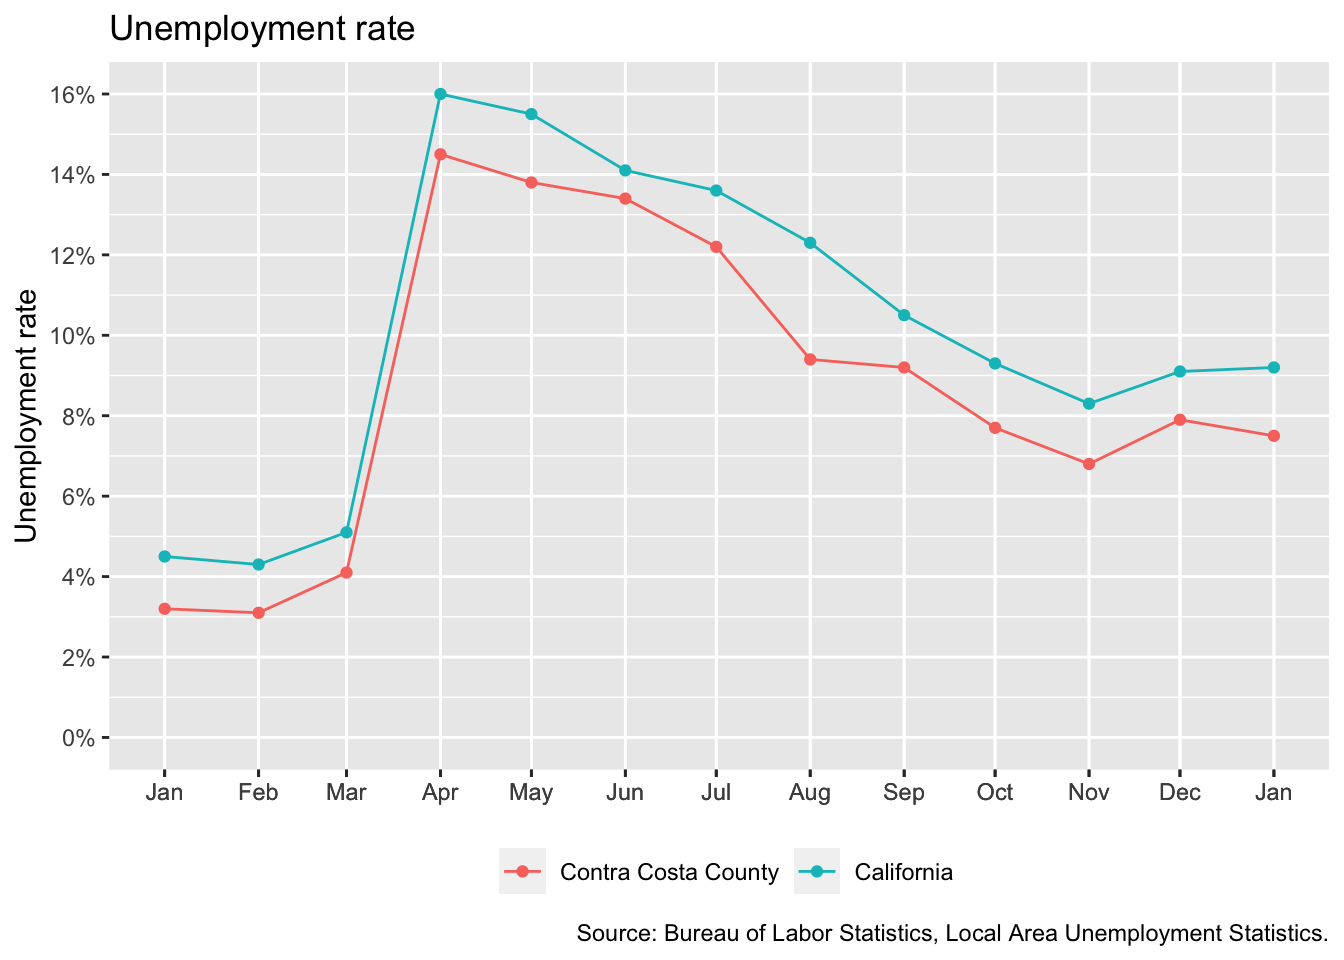 Unemployment rate
Unemployment rate
16%
14%
12%
10%
8%
6%
4%
2%
0%
Jan Feb Mar Apr May Jun Jul Aug Sep Oct Nov Dec Jan
Contra Costa County California
Source: Bureau of Labor Statistics, Local Area Unemployment Statistics.